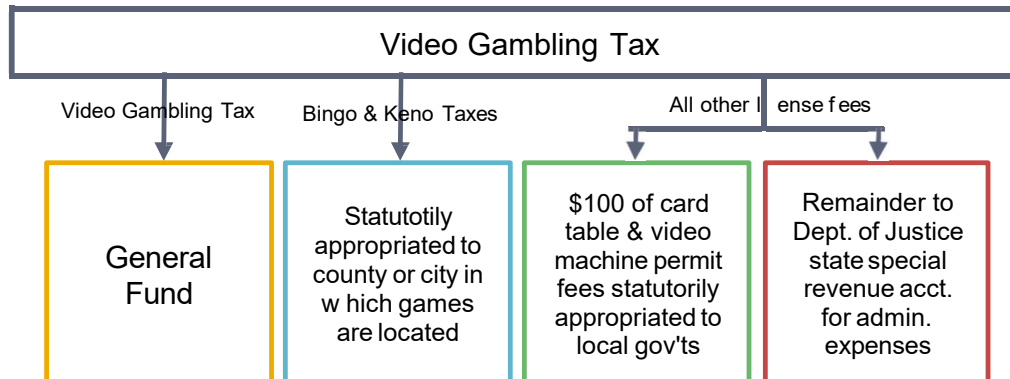 Video Gambling Tax
Video Gambling Tax
Bingo & Keno Taxes
All other l ense fees
General
Fund
Statutotily
appropriated to
county or city in
w hich games
are located
$100 of card
table & video
machine permit
fees statutorily
appropriated to
local gov'ts
Remainder to
Dept. of Justice
state special
revenue acct.
for admin.
expenses